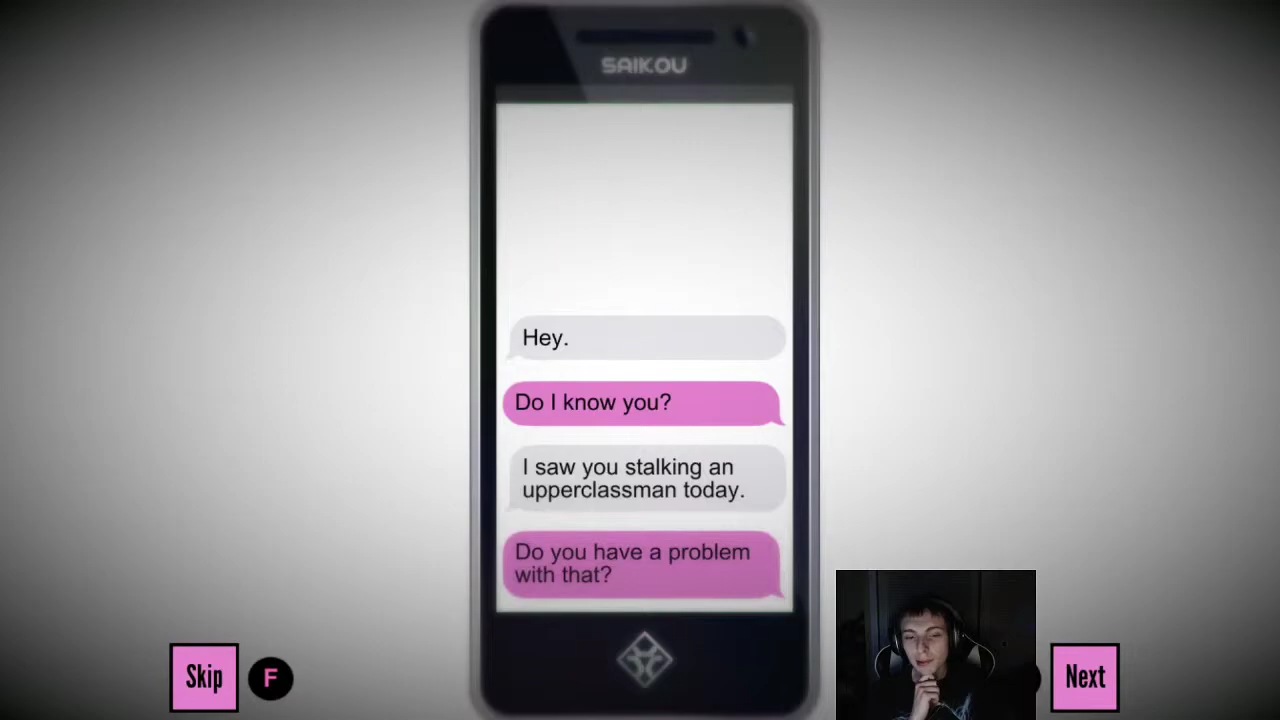 SAIKOU
Hey.
Do I know you?
I saw you stalking an
upperclassman today.
Do you have a problem
with that?
Skip
F
Next